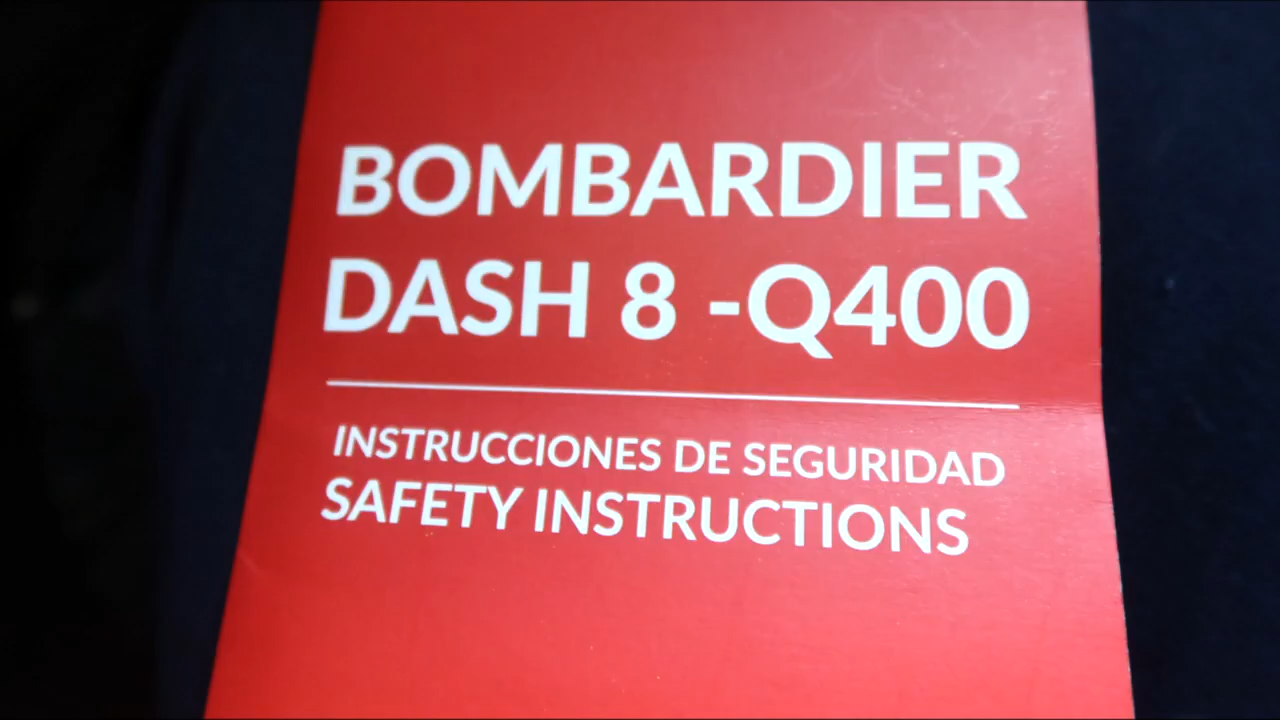 BOMBARDIER
DASH 8 -Q400
INSTRUCCIONES DE SEGURIDAD
SAFETY INSTRUCTIONS